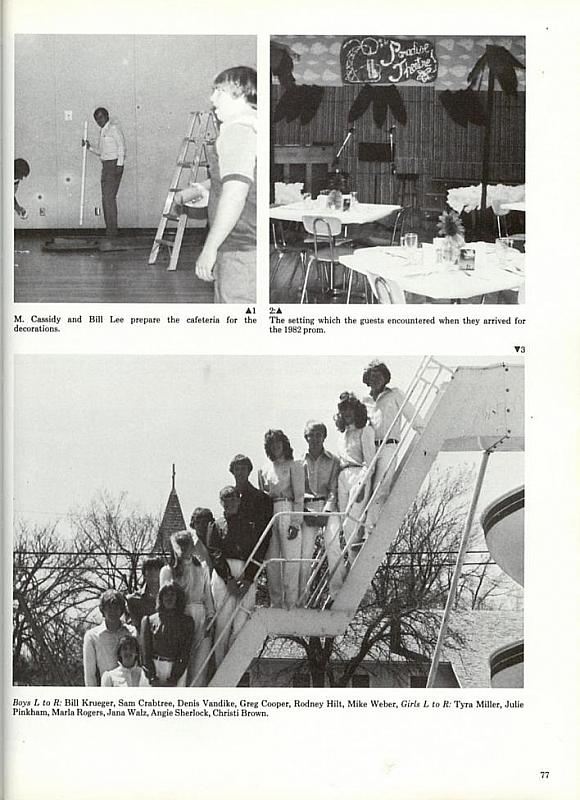 Paradise
Theatre
▲1
M. Cassidy and Bill Lee prepare the cafeteria for the
decorations.
2:▲
The setting which the guests encountered when they arrived for
the 1982 prom.
▼3
Boys L to R: Bill Krueger, Sam Crabtree, Denis Vandike, Greg Cooper, Rodney Hilt, Mike Weber, Girls L to R: Tyra Miller, Julie
Pinkham, Marla Rogers, Jana Walz, Angie Sherlock, Christi Brown.
77